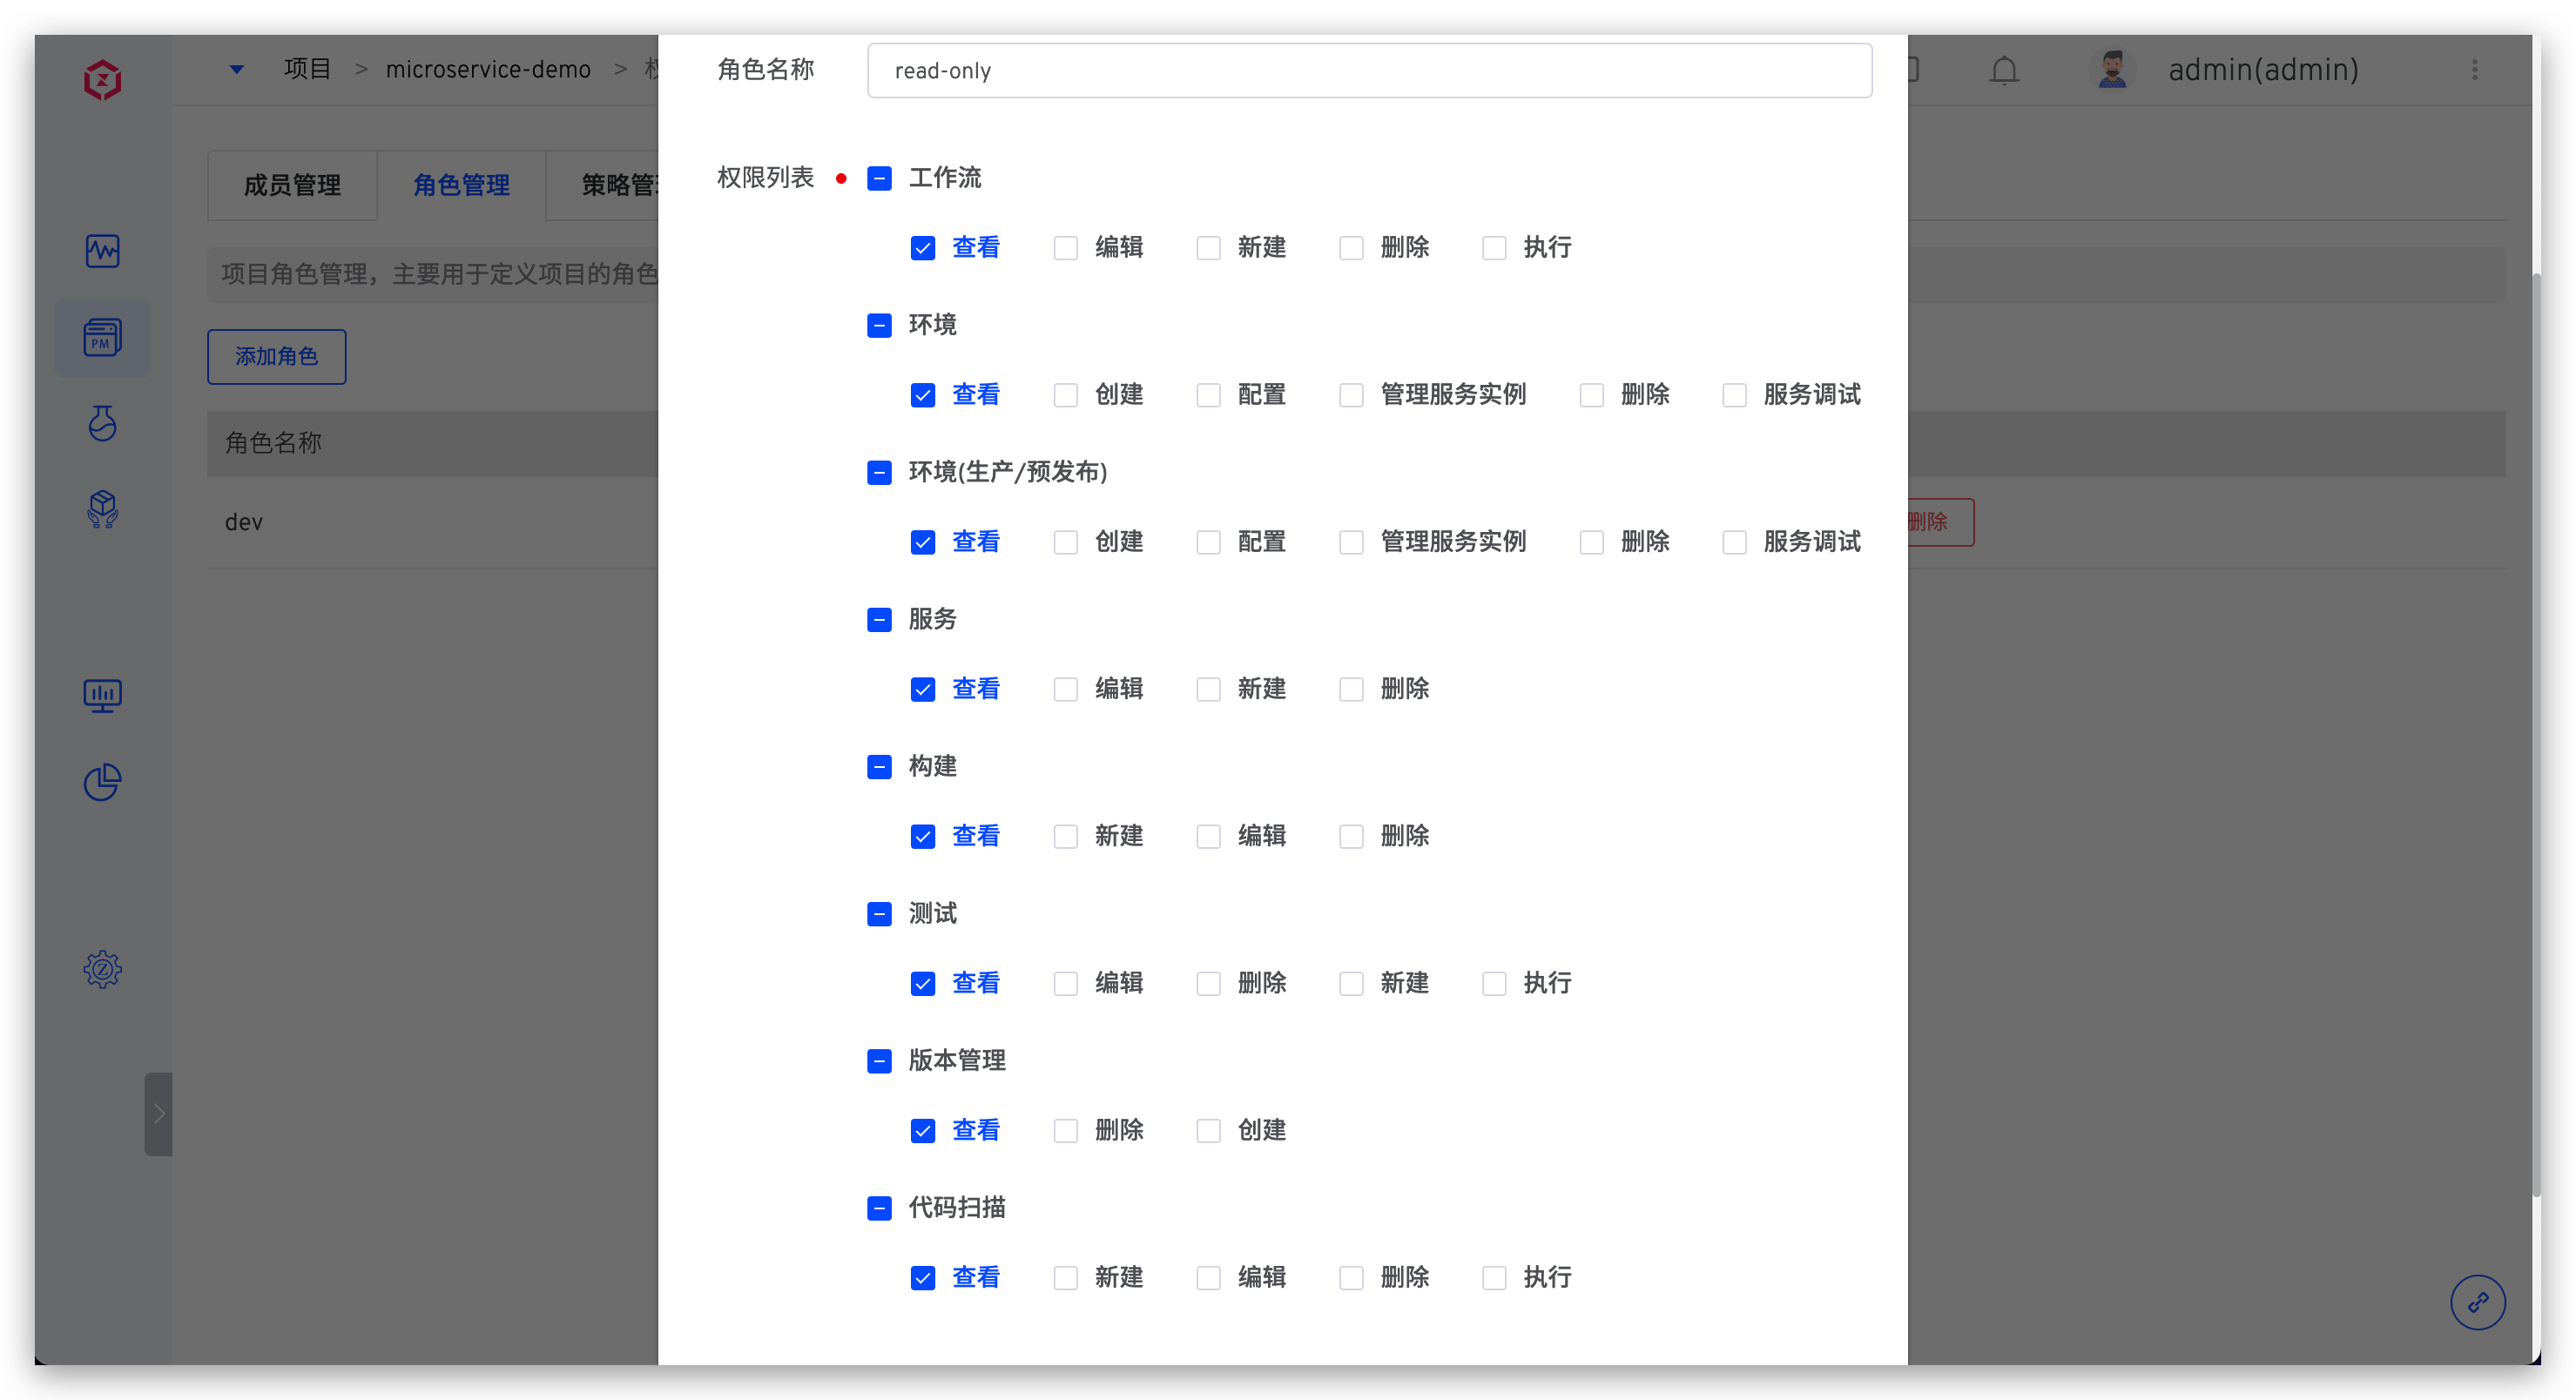 项目 > microservice-demo >
admin(admin)
成员管理 角色管理 策略管
项目角色管理，主要用于定义项目的角色
添加角色
角色名称
dev
删除
PM
角色名称 read-only
权限列表 工作流
查看 编辑 新建 删除 执行
环境
查看 创建 配置 管理服务实例 删除 服务调试
环境(生产/预发布)
查看 创建 配置 管理服务实例 删除 服务调试
服务
查看 编辑 新建 删除
构建
查看 新建 编辑 删除
测试
查看 编辑 删除 新建 执行
版本管理
查看 删除 创建
代码扫描
查看 新建 编辑 删除 执行